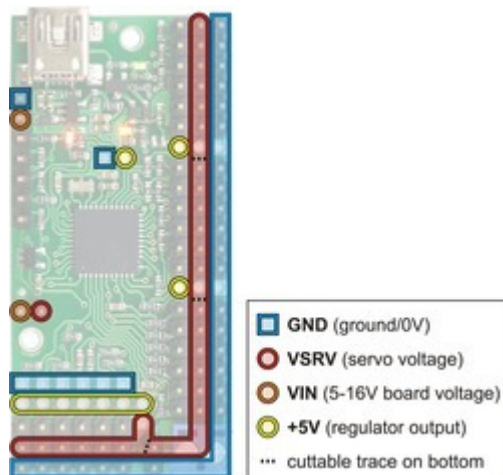 GND (ground/0V)
VSRV (servo voltage)
VIN (5-16V board voltage)
+5V (regulator output)
cuttable trace on bottom